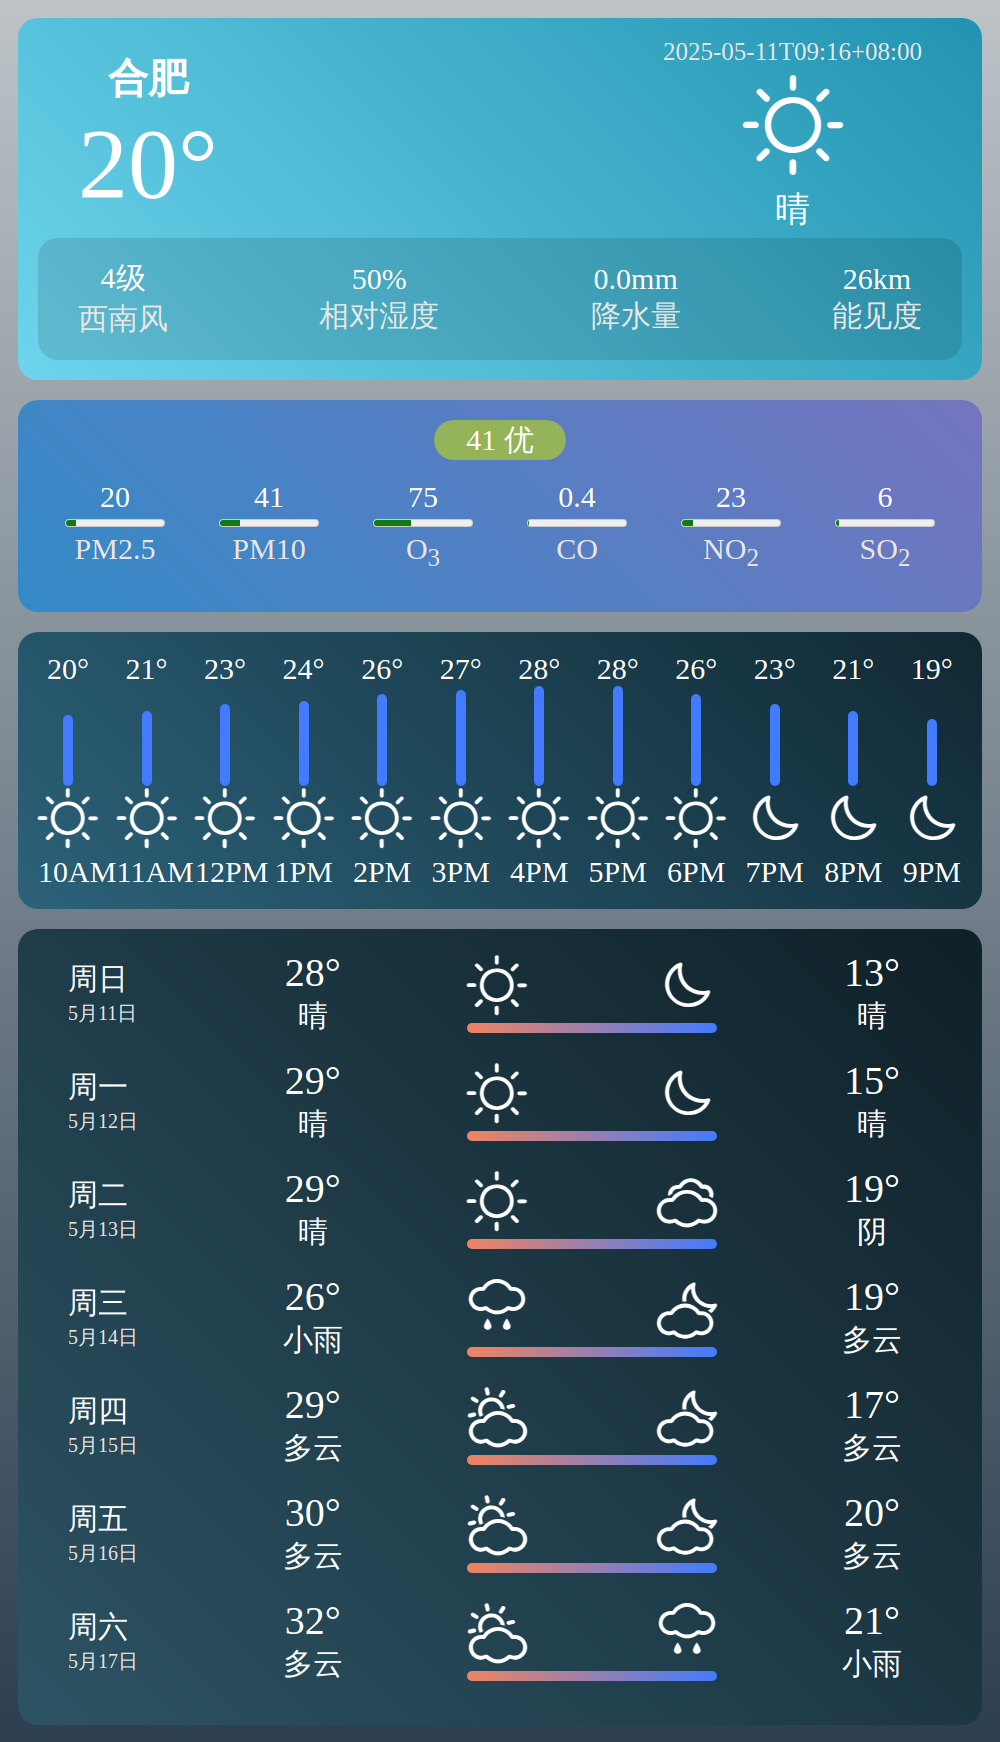 合肥
20°
2025-05-11T09:16+08:00
晴
4级 50% 0.0mm 26km
西南风 相对湿度 降水量 能见度
41 优
20 41 75 0.4 23 6
PM2.5 PM10 O3 CO NO2 SO2
20° 21° 23° 24° 26° 27° 28° 28° 26° 23° 21° 19°
10AM 11AM 12PM 1PM 2PM 3PM 4PM 5PM 6PM 7PM 8PM 9PM
周日 28° 13°
5月11日 晴 晴
周一 29° 15°
5月12日 晴 晴
周二 29° 19°
5月13日 晴 阴
周三 26° 19°
5月14日 小雨 多云
周四 29° 17°
5月15日 多云 多云
周五 30° 20°
5月16日 多云 多云
周六 32° 21°
5月17日 多云 小雨